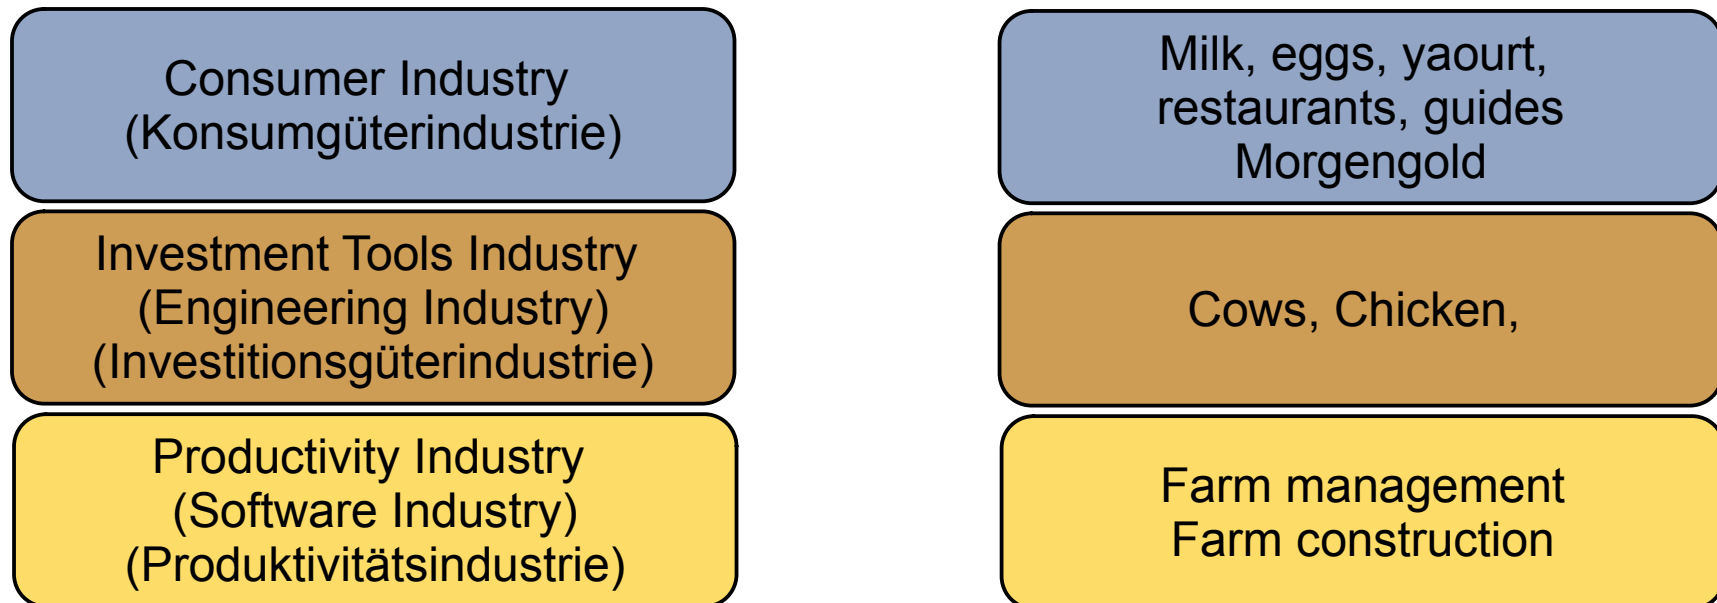 Consumer Industry
(Konsumgüterindustrie)
Investment Tools Industry
(Engineering Industry)
(Investitionsgüterindustrie)
Productivity Industry
(Software Industry)
(Produktivitätsindustrie)
Milk, eggs, yaourt,
restaurants, guides
Morgengold
Cows, Chicken,
Farm management
Farm construction